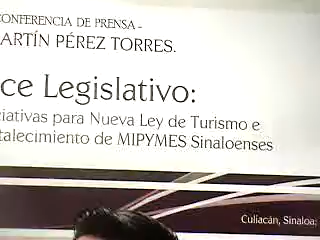 CONFERENCIA DE PRENSA -
ARTÍN PÉREZ TORRES.
ce Legislativo:
ciativas para Nueva Ley de Turismo e
talecimiento de MIPYMES Sinaloenses
Culiacán, Sinaloa;